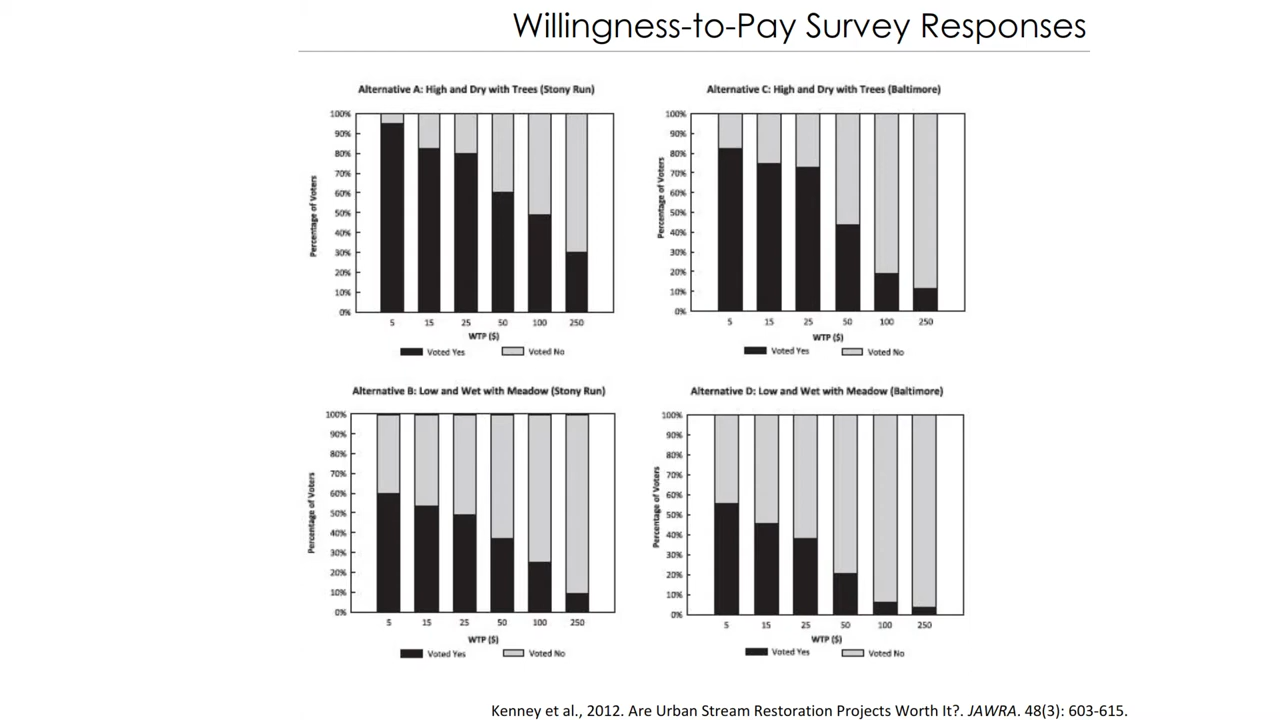 Willingness-to-Pay Survey Responses
Alternative A: High and Dry with Trees (Stony Run)
100%
90%
80%
70%
60%
50%
40%
30%
20%
10%
0%
Percentage of Voters
5 15 25 50 100 250
WTP ($)
Voted Yes Voted No
Alternative C: High and Dry with Trees (Baltimore)
100%
90%
80%
70%
60%
50%
40%
30%
20%
10%
0%
Percentage of Voters
5 15 25 50 100 250
WTP ($)
Voted Yes Voted No
Alternative B: Low and Wet with Meadow (Stony Run)
100%
90%
80%
70%
60%
50%
40%
30%
20%
10%
0%
Percentage of Voters
5 15 25 50 100 250
WTP ($)
Voted Yes Voted No
Alternative D: Low and Wet with Meadow (Baltimore)
100%
90%
80%
70%
60%
50%
40%
30%
20%
10%
0%
Percentage of Voters
5 15 25 50 100 250
WTP ($)
Voted Yes Voted No
Kenney et al., 2012. Are Urban Stream Restoration Projects Worth It?. JAWRA. 48(3): 603-615.